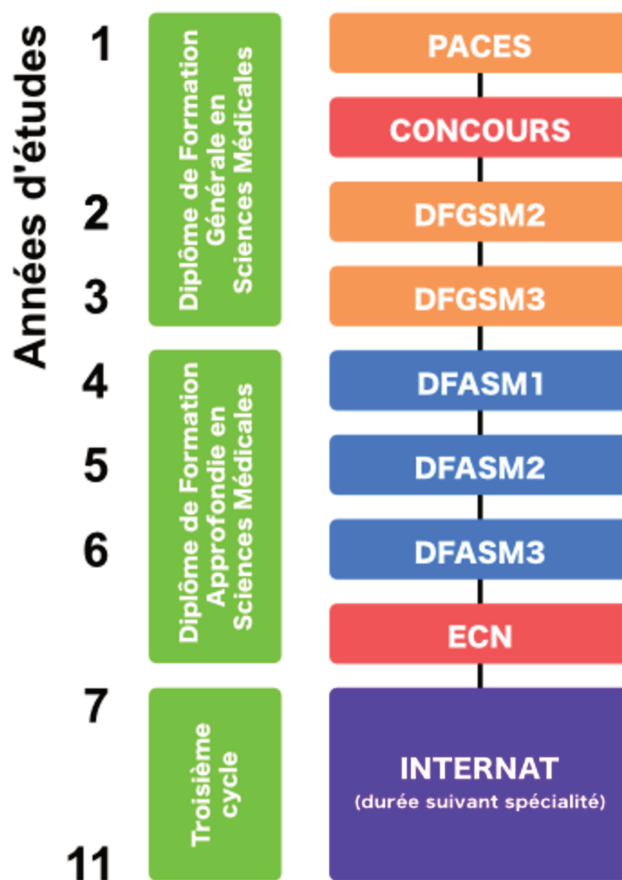 Années d'études
1
Diplôme de Formation
Générale en
Sciences Médicales
PACES
CONCOURS
2
DFGSM2
3
DFGSM3
4
Diplôme de Formation
Approfondie en
Sciences Médicales
DFASM1
5
DFASM2
6
DFASM3
ECN
7
Troisième
cycle
INTERNAT
(durée suivant spécialité)
11